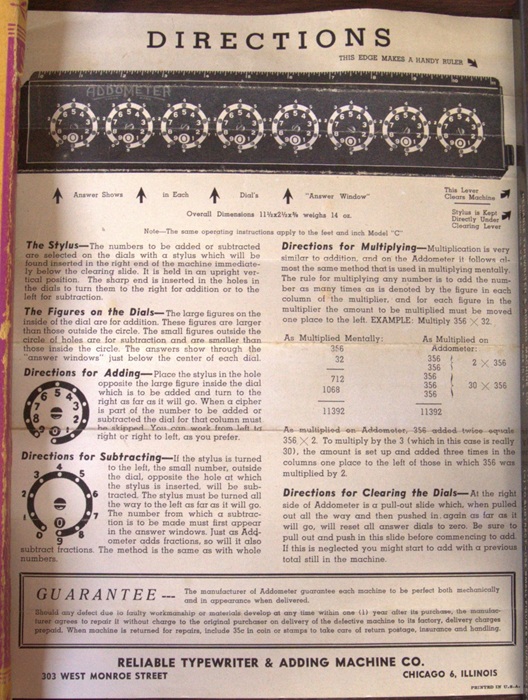 DIRECTIONS
THIS EDGE MAKES A HANDY RULER
ADDOMETER
Answer Shows in Each Dial's "Answer Window"
This Lever
Clears Machine
Overall Dimensions weighs 14 oz.
Stylus is Kept
Directly Under
Clearing Lever
Note—The same operating instructions apply to the feet and inch Model "C"
The Stylus—The numbers to be added or subtracted
are selected on the dials with a stylus which will be
found inserted in the right end of the machine immediate-
ly below the clearing slide. It is held in an upright ver-
tical position. The sharp end is inserted in the holes in
the dials to turn them to the right for addition or to the
left for subtraction.
The Figures on the Dials—The large figures on the
inside of the dial are for addition. These figures are larger
than those outside the circle. The small figures outside the
circle of holes are for subtraction and are smaller than
those inside the circle. The answers show through the
"answer windows" just below the center of each dial.
Directions for Adding—Place the stylus in the hole
opposite the large figure inside the dial
which is to be added and turn to the
right as far as it will go. When a cipher
is part of the number to be added or
subtracted the dial for that column must
be skipped. You can work from left to
right or right to left, as you prefer.
Directions for Subtracting—If the stylus is turned
to the left, the small number, outside
the dial, opposite the hole at which
the stylus is inserted, will be sub-
tracted. The stylus must be turned all
the way to the left as far as it will go.
The number from which a subtrac-
tion is to be made must first appear
in the answer windows. Just as Add-
ometer adds fractions, so will it also
subtract fractions. The method is the same as with whole
numbers.
Directions for Multiplying—Multiplication is very
similar to addition, and on the Addometer it follows al-
most the same method that is used in multiplying mentally.
The rule for multiplying any number is to add the num-
ber as many times as is denoted by the figure in each
column of the multiplier, and for each figure in the
multiplier the amount to be multiplied must be moved
one place to the left. EXAMPLE: Multiply 356 × 32.
As Multiplied Mentally: As Multiplied on
Addometer:
356 356
32 356 2 × 356
712 356
1068 356 30 × 356
356
11392 11392
As multiplied on Addometer, 356 added twice equals
356 × 2. To multiply by the 3 (which in this case is really
30), the amount is set up and added three times in the
columns one place to the left of those in which 356 was
multiplied by 2.
Directions for Clearing the Dials—At the right
side of Addometer is a pull-out slide which, when pulled
out all the way and then pushed in again as far as it
will go, will reset all answer dials to zero. Be sure to
pull out and push in this slide before commencing to add.
If this is neglected you might start to add with a previous
total still in the machine.
GUARANTEE — The manufacturer of Addometer guarantee each machine to be perfect both mechanically
and in appearance when delivered.
Should any defect due to faulty workmanship or materials develop at any time within one (1) year after its purchase, the manufac-
turer agrees to repair it without charge to the original purchaser on delivery of the defective machine to its factory, delivery charges
prepaid. When machine is returned for repairs, include 35c in coin or stamps to take care of return postage, insurance and handling.
RELIABLE TYPEWRITER & ADDING MACHINE CO.
303 WEST MONROE STREET CHICAGO 6, ILLINOIS
PRINTED IN U.S.A.